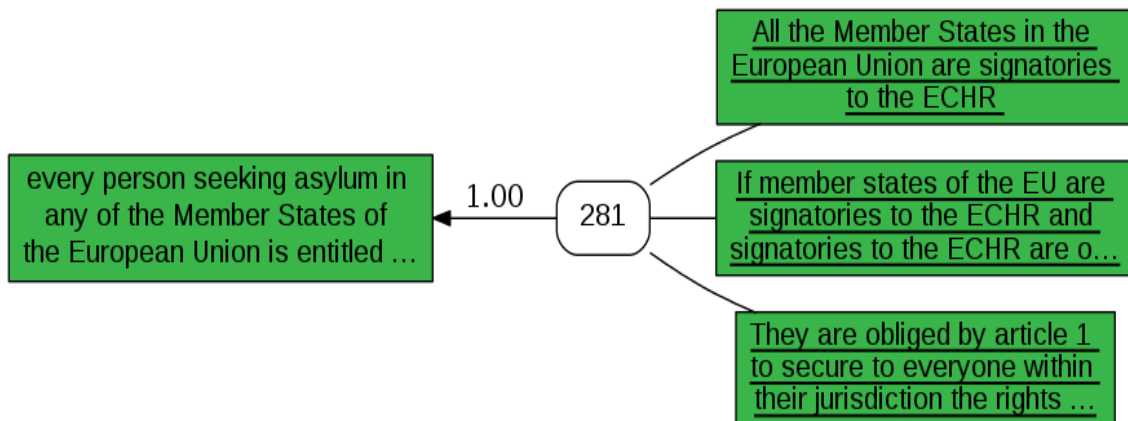 All the Member States in the
European Union are signatories
to the ECHR
every person seeking asylum in
any of the Member States of
the European Union is entitled ...
1.00
281
If member states of the EU are
signatories to the ECHR and
signatories to the ECHR are o...
They are obliged by article 1
to secure to everyone within
their jurisdiction the rights ...